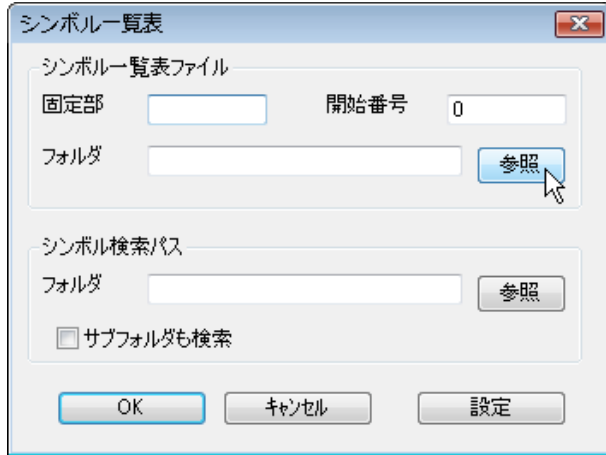 シンボル一覧表
シンボル一覧表ファイル
固定部 開始番号 0
フォルダ 参照
シンボル検索パス
フォルダ 参照
サブフォルダも検索
OK ｷｬﾝｾﾙ 設定